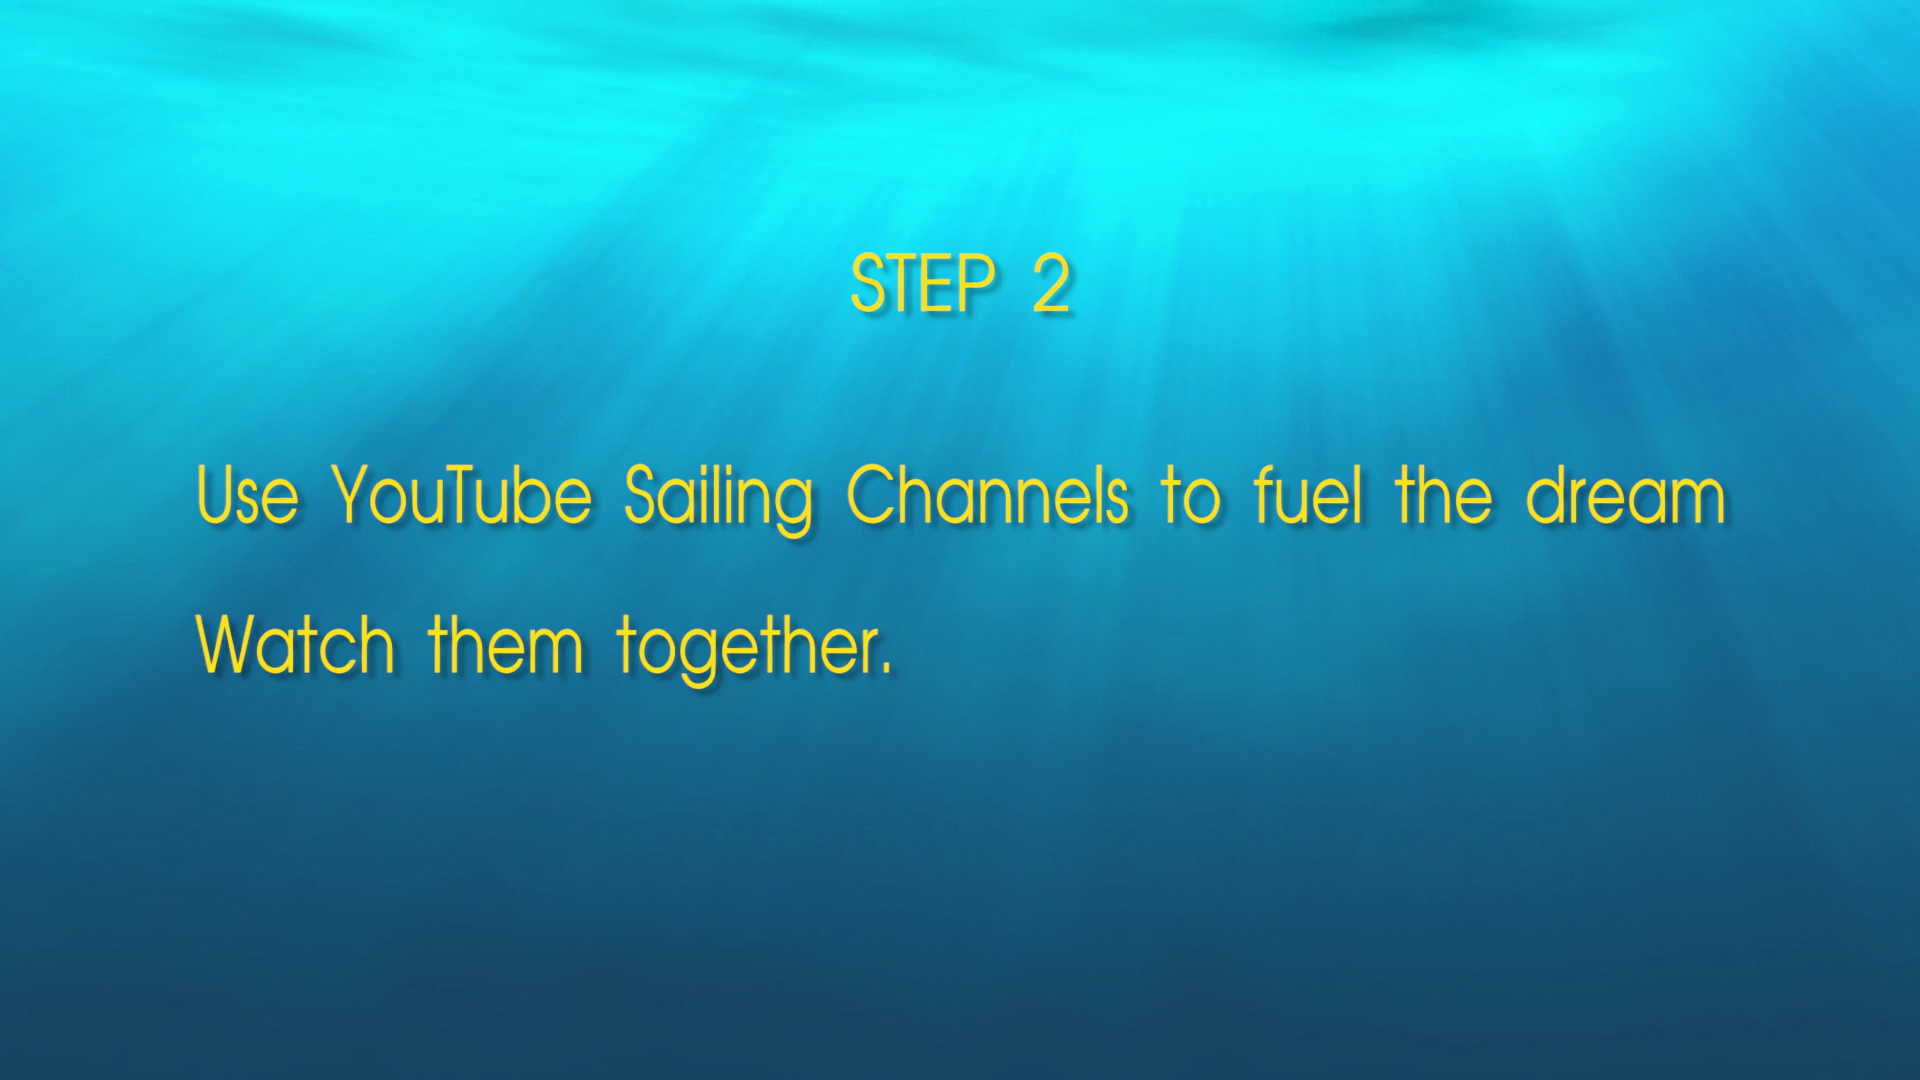 STEP 2
Use YouTube Sailing Channels to fuel the dream
Watch them together.